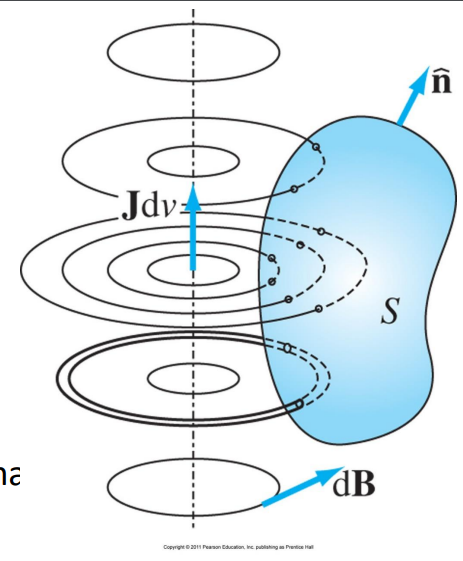 n̂
Jdv
S
dB
Copyright © 2011 Pearson Education, Inc. publishing as Prentice Hall